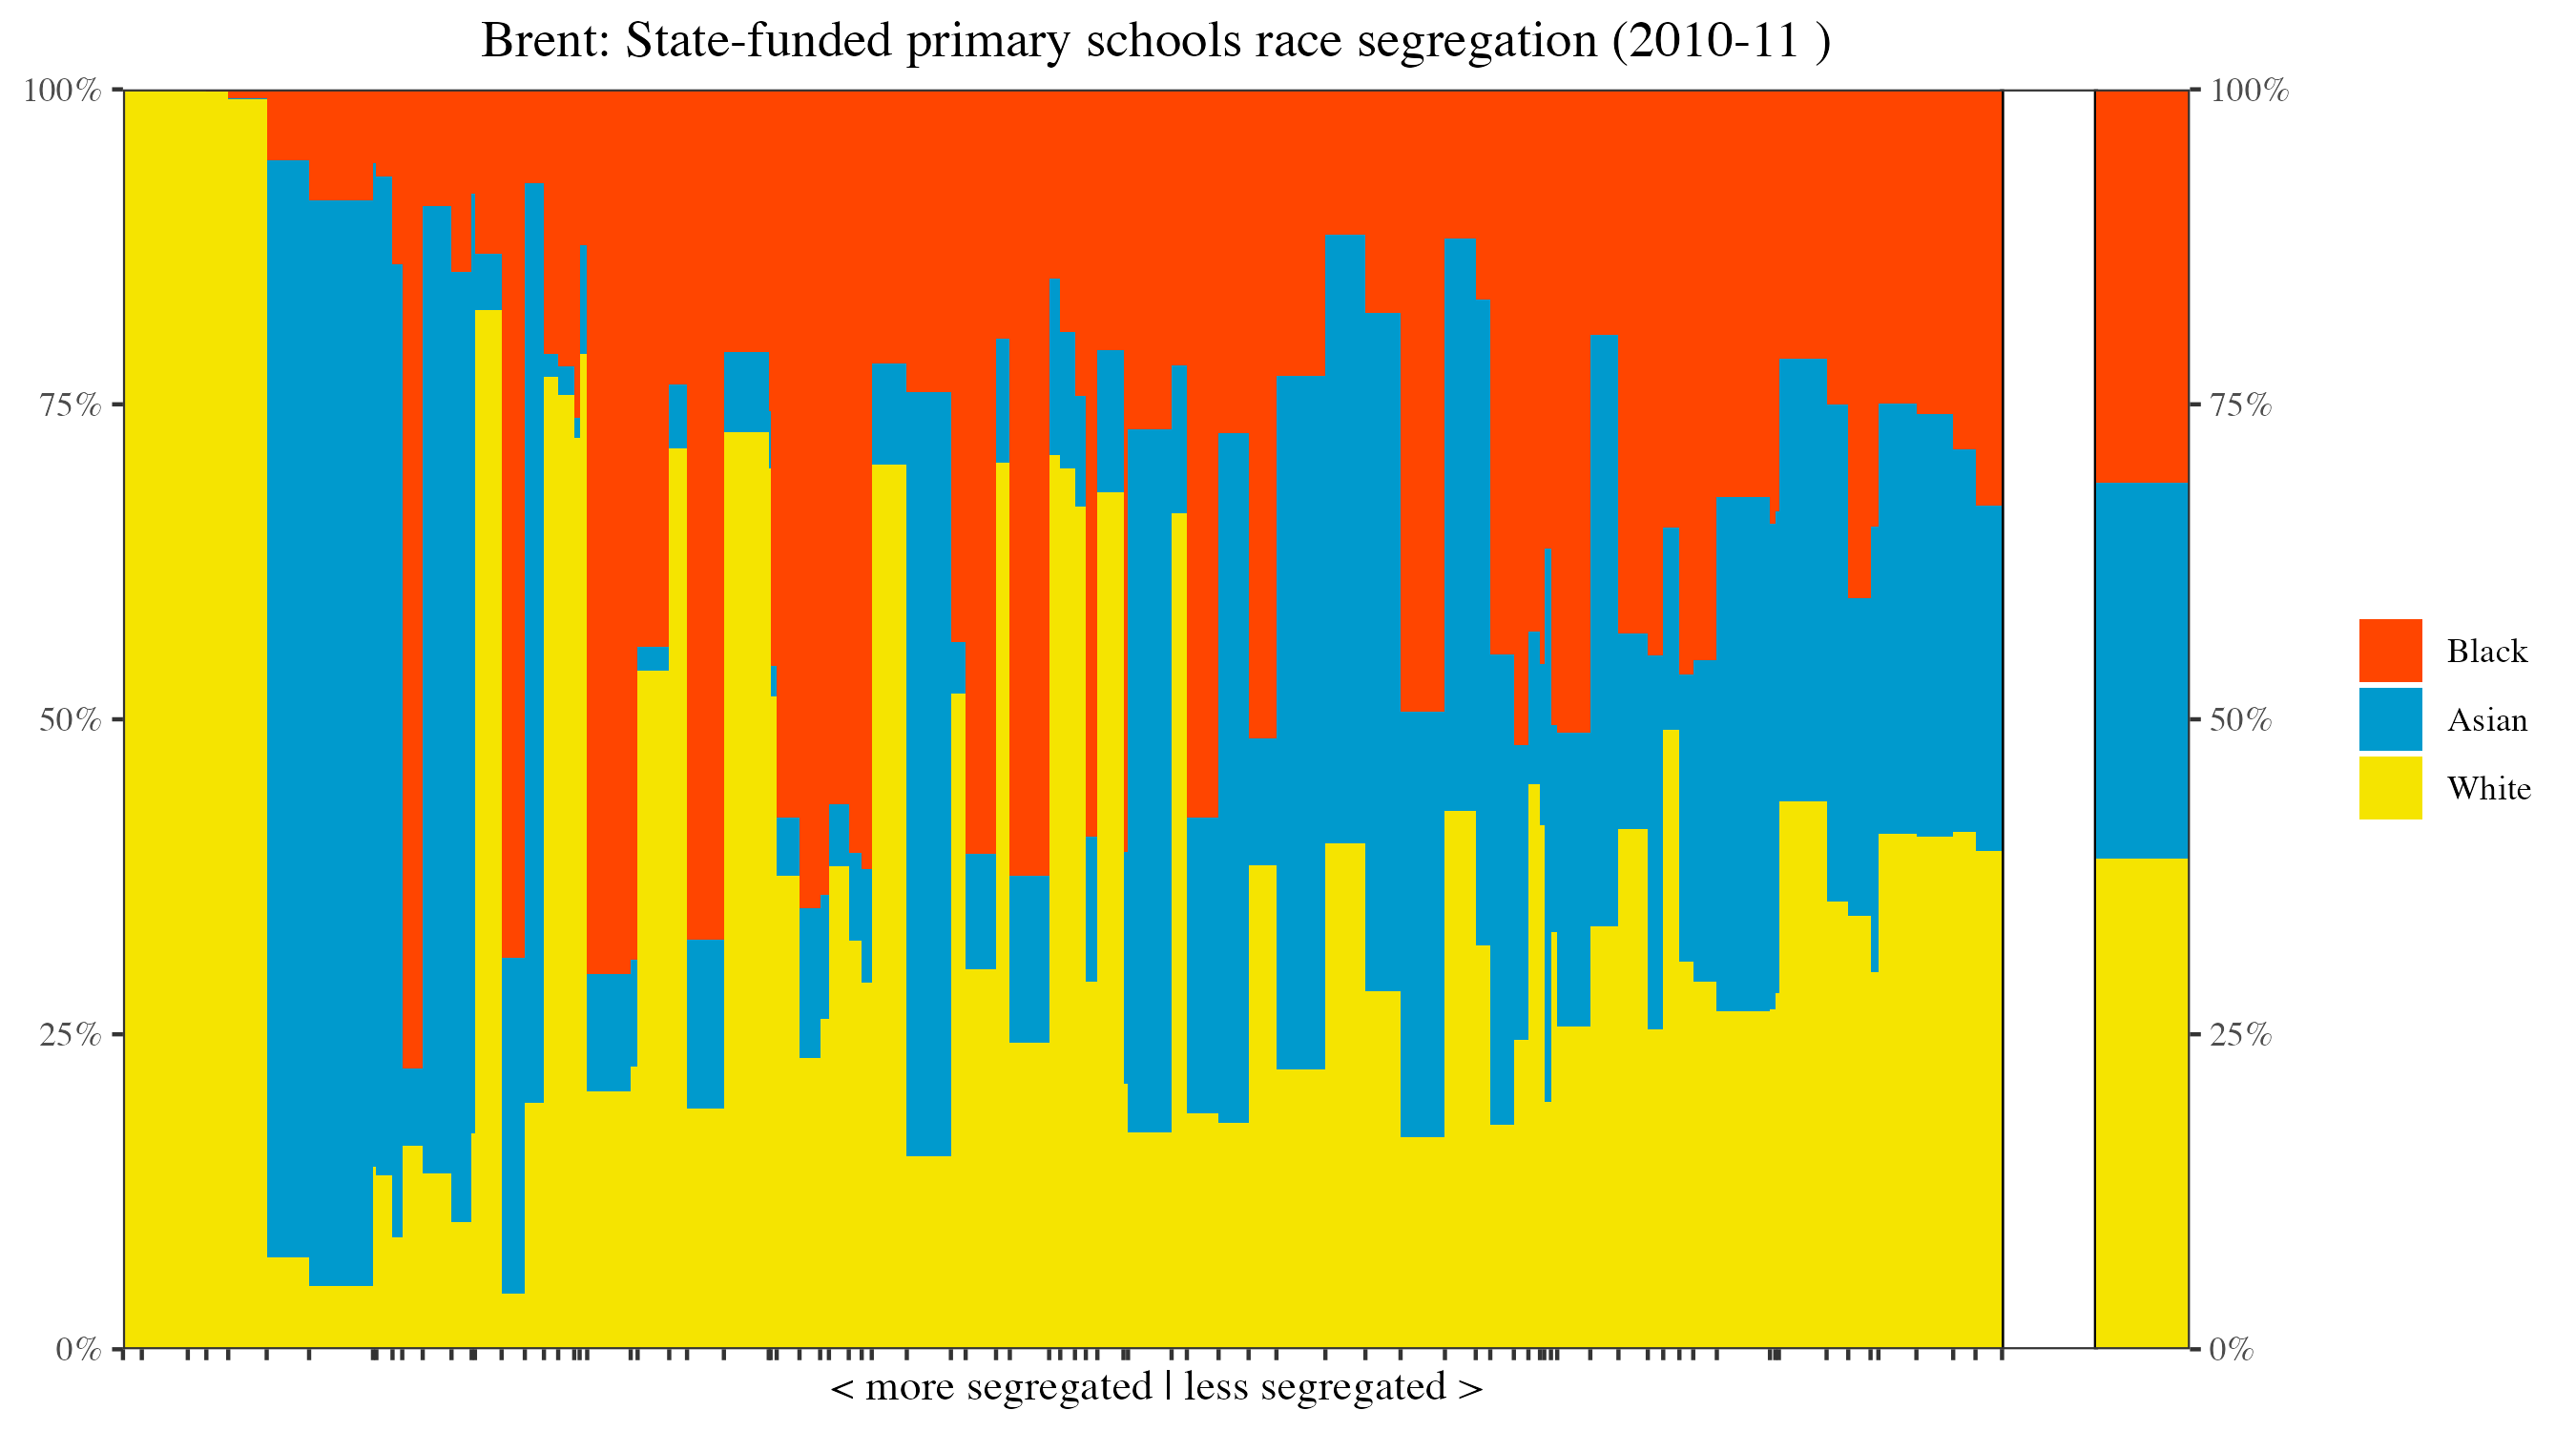 Brent: State-funded primary schools race segregation (2010-11 )
100%
75%
50%
25%
0%
100%
75%
50%
25%
0%
Black
Asian
White
< more segregated | less segregated >